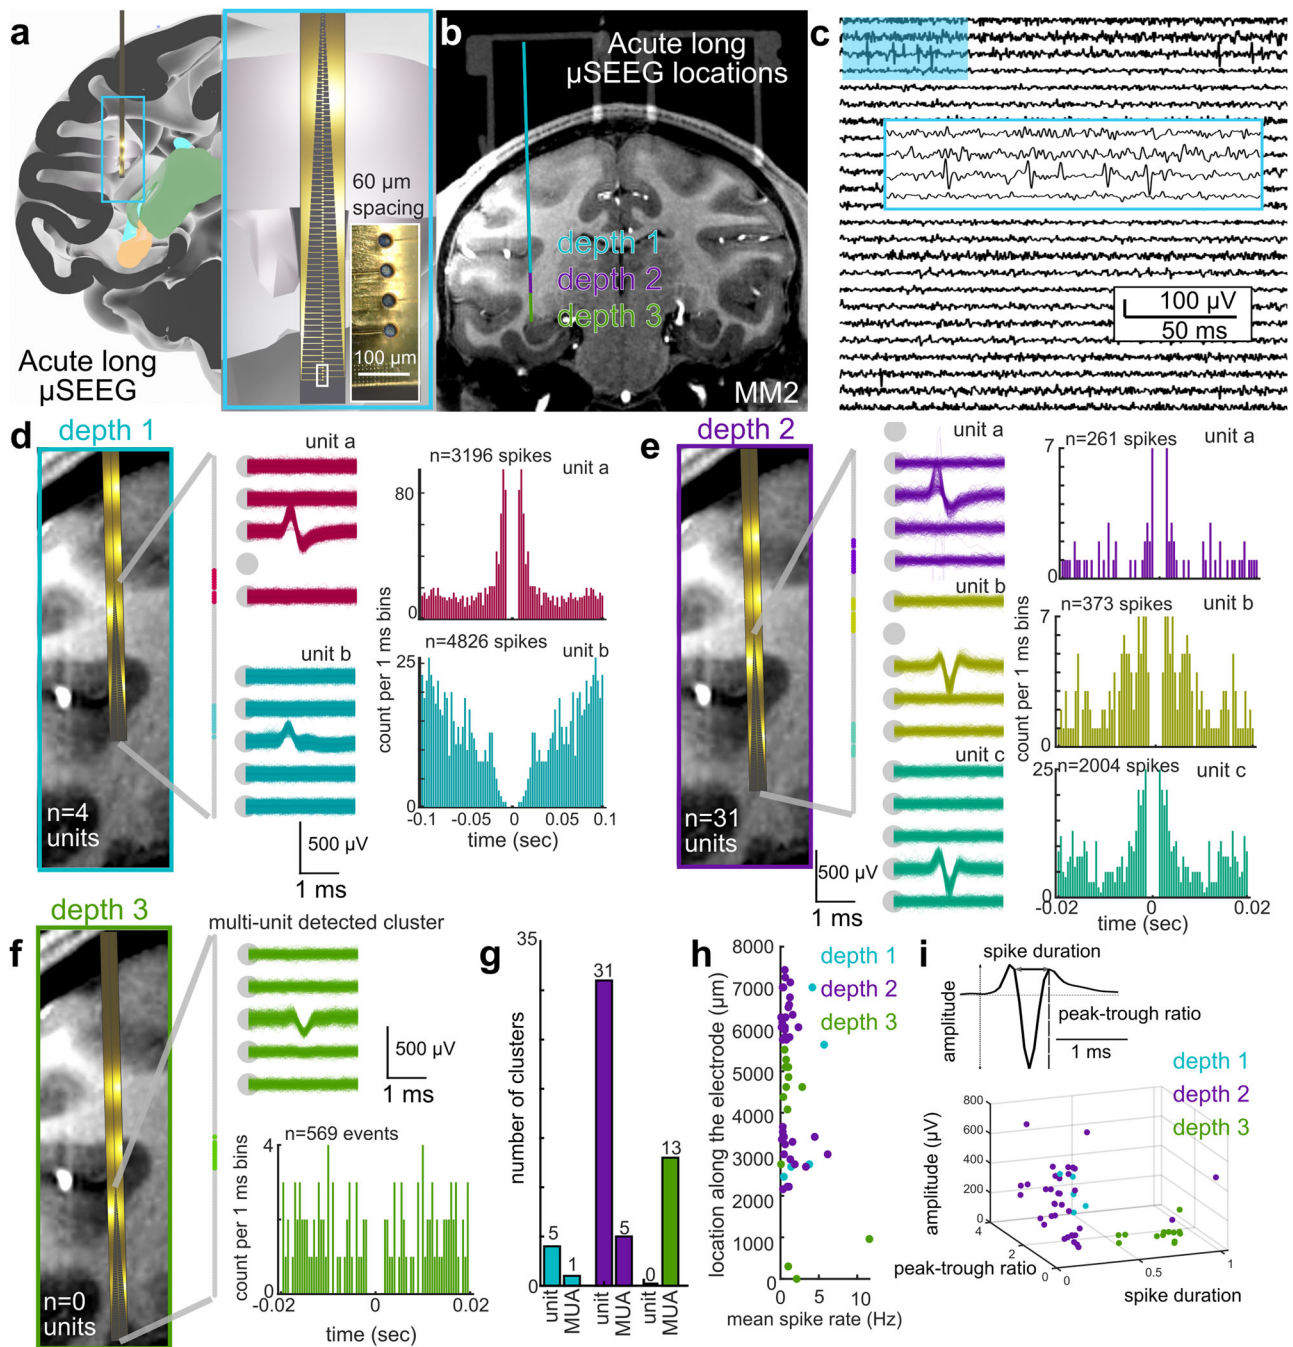 a
60 µm
spacing
100 µm
Acute long
µSEEG
b
Acute long
µSEEG locations
depth 1
depth 2
depth 3
MM2
c
100 µV
50 ms
d
depth 1
n=4
units
unit a
unit b
500 µV
1 ms
n=3196 spikes
unit a
80
0
count per 1 ms bins
n=4826 spikes
unit b
25
0
-0.1
-0.05
0
0.05
0.1
time (sec)
e
depth 2
n=31
units
500 µV
1 ms
unit a
unit b
unit c
7
n=261 spikes
unit a
0
7
n=373 spikes
unit b
0
count per 1 ms bins
25
n=2004 spikes
unit c
0
-0.02
0
0.02
time (sec)
f
depth 3
n=0
units
multi-unit detected cluster
500 µV
1 ms
4
n=569 events
0
count per 1 ms bins
-0.02
0
0.02
time (sec)
g
35
0
number of clusters
5
1
31
5
0
13
unit
MUA
unit
MUA
unit
MUA
h
8000
7000
6000
5000
4000
3000
2000
1000
0
location along the electrode (µm)
depth 1
depth 2
depth 3
0
5
10
mean spike rate (Hz)
i
spike duration
amplitude
peak-trough ratio
1 ms
depth 1
depth 2
depth 3
800
600
400
200
0
amplitude (µV)
4
2
0
peak-trough ratio
0
0.5
1
spike duration